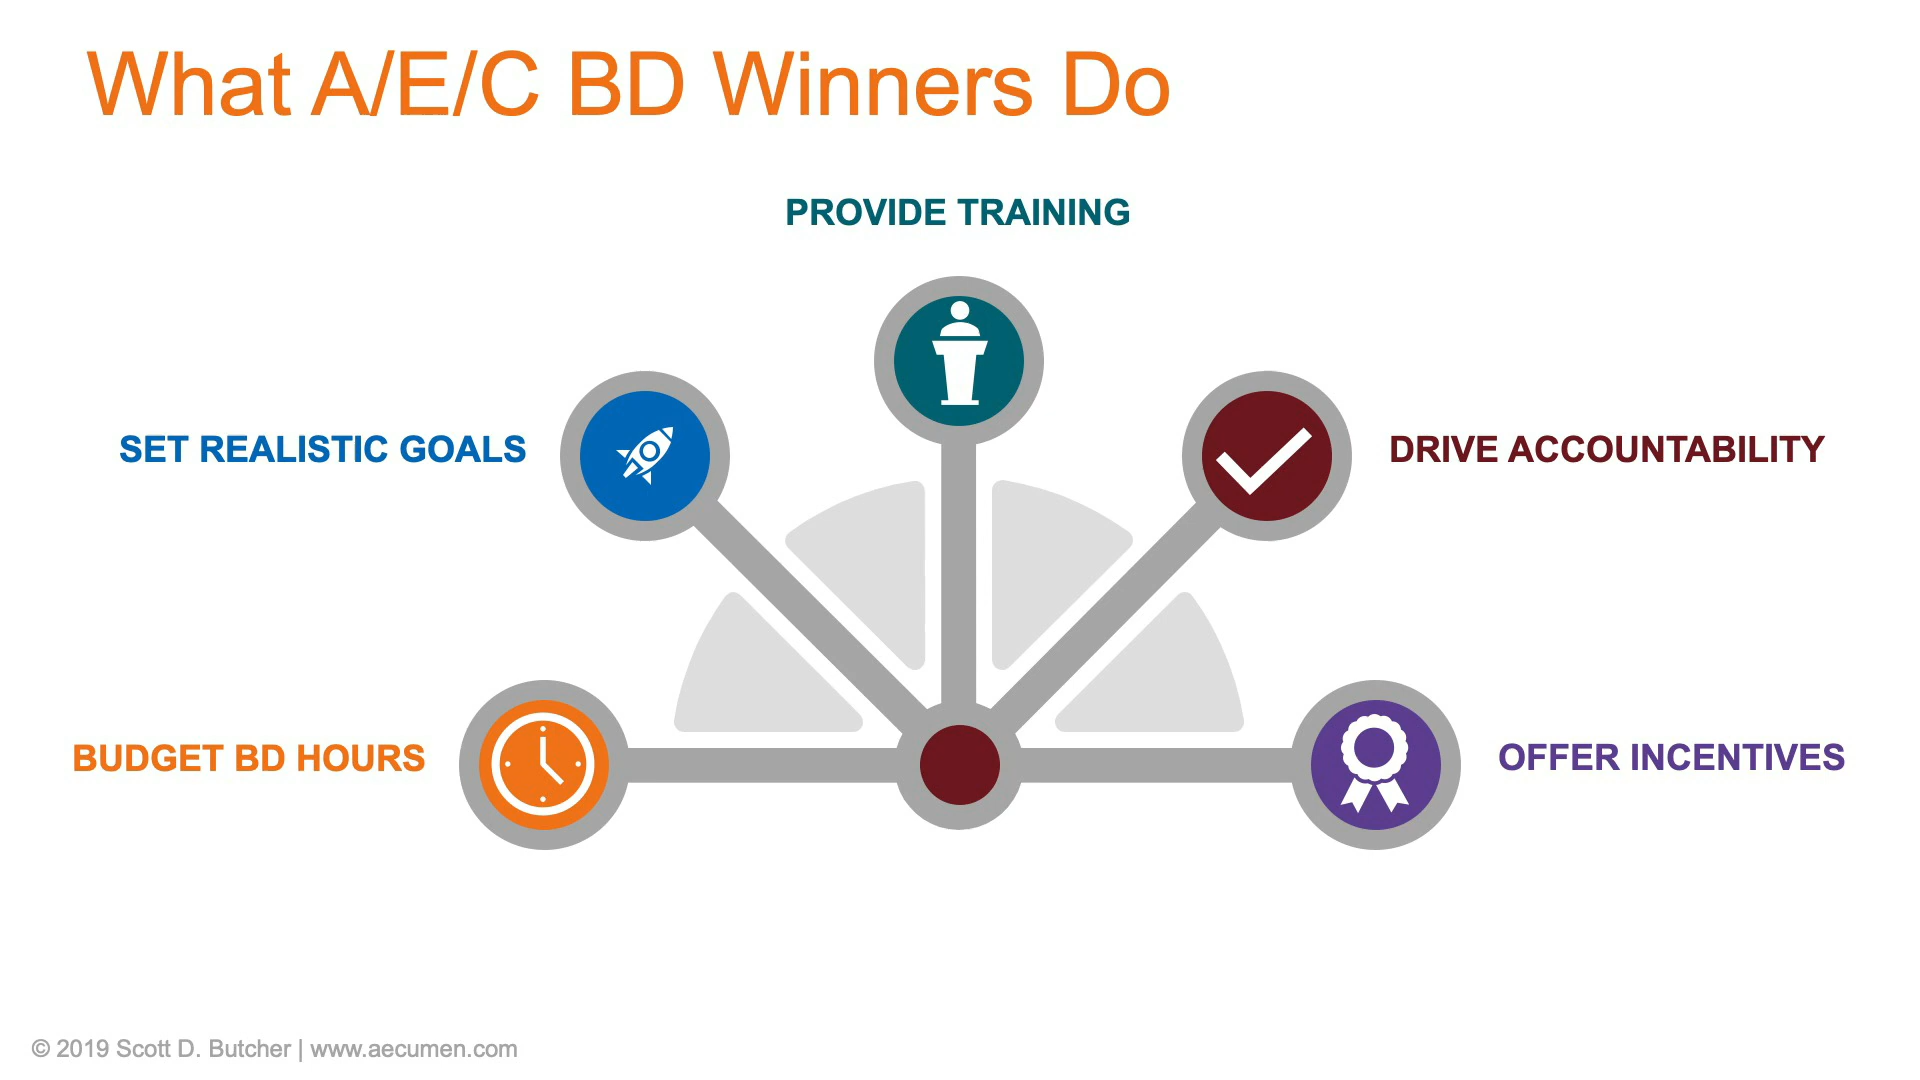 What A/E/C BD Winners Do
PROVIDE TRAINING
SET REALISTIC GOALS
DRIVE ACCOUNTABILITY
BUDGET BD HOURS
OFFER INCENTIVES
© 2019 Scott D. Butcher | www.aecumen.com